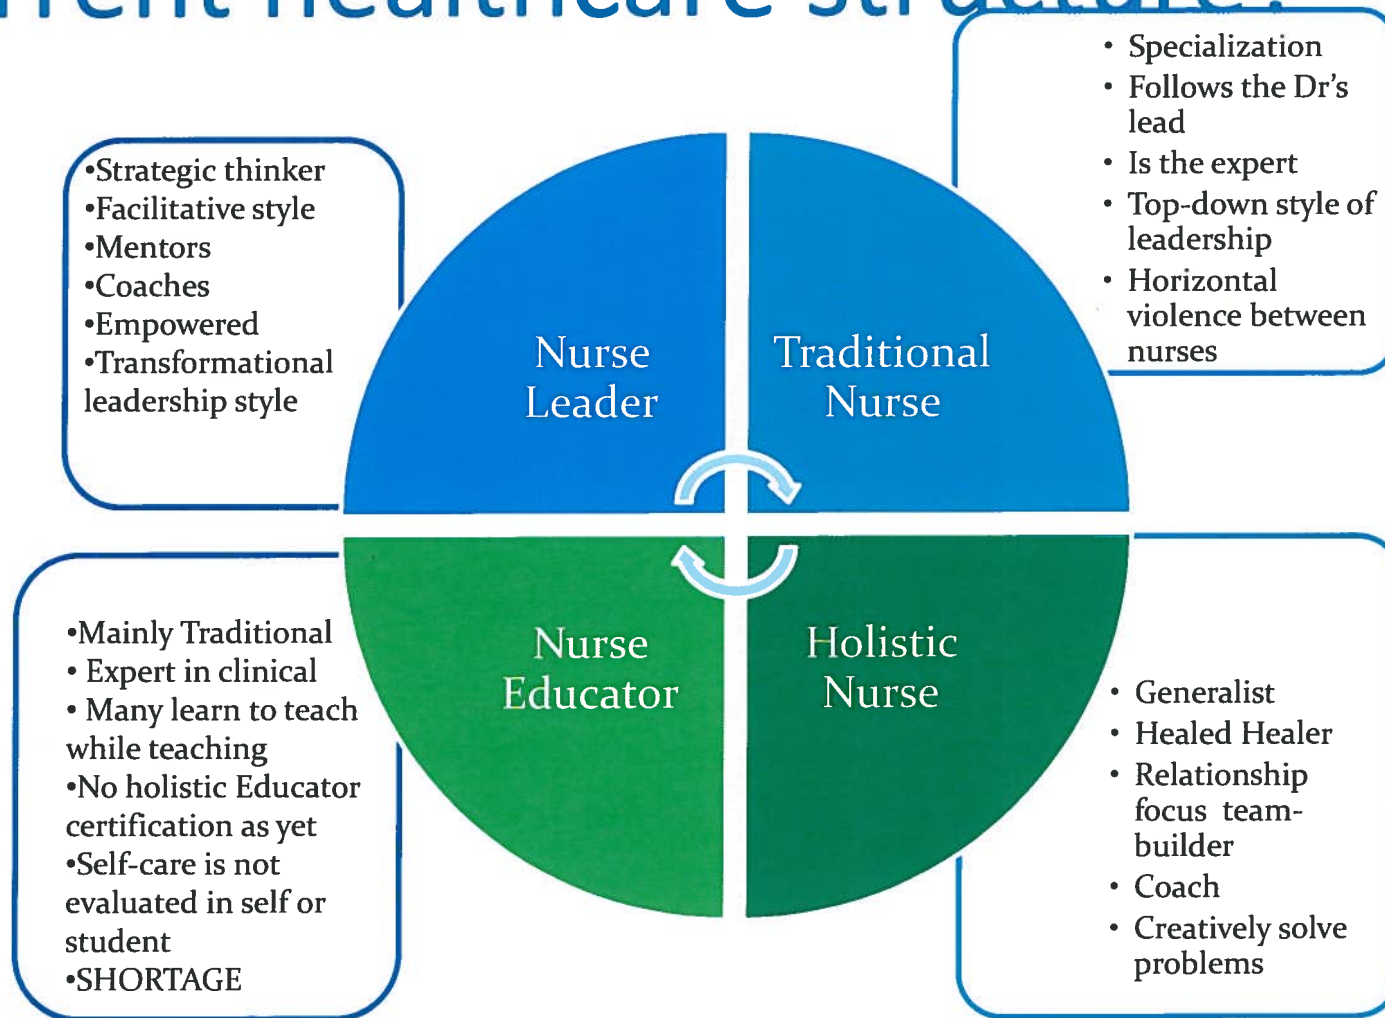 healthcare structure?
•Strategic thinker
•Facilitative style
•Mentors
•Coaches
•Empowered
•Transformational
leadership style
Nurse
Leader
Traditional
Nurse
• Specialization
• Follows the Dr's
lead
• Is the expert
• Top-down style of
leadership
• Horizontal
violence between
nurses
•Mainly Traditional
• Expert in clinical
• Many learn to teach
while teaching
•No holistic Educator
certification as yet
•Self-care is not
evaluated in self or
student
•SHORTAGE
Nurse
Educator
Holistic
Nurse
• Generalist
• Healed Healer
• Relationship
focus team-
builder
• Coach
• Creatively solve
problems